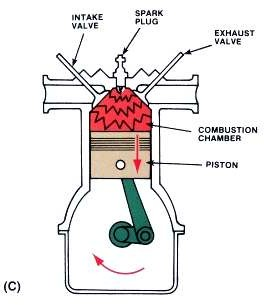 INTAKE
VALVE
SPARK
PLUG
EXHAUST
VALVE
COMBUSTION
CHAMBER
PISTON
(C)